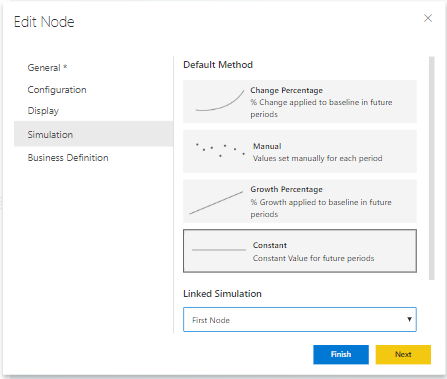 Edit Node
General *
Configuration
Display
Simulation
Business Definition
Default Method
Change Percentage
% Change applied to baseline in future
periods
Manual
Values set manually for each period
Growth Percentage
% Growth applied to baseline in future
periods
Constant
Constant Value for future periods
Linked Simulation
First Node
Finish
Next